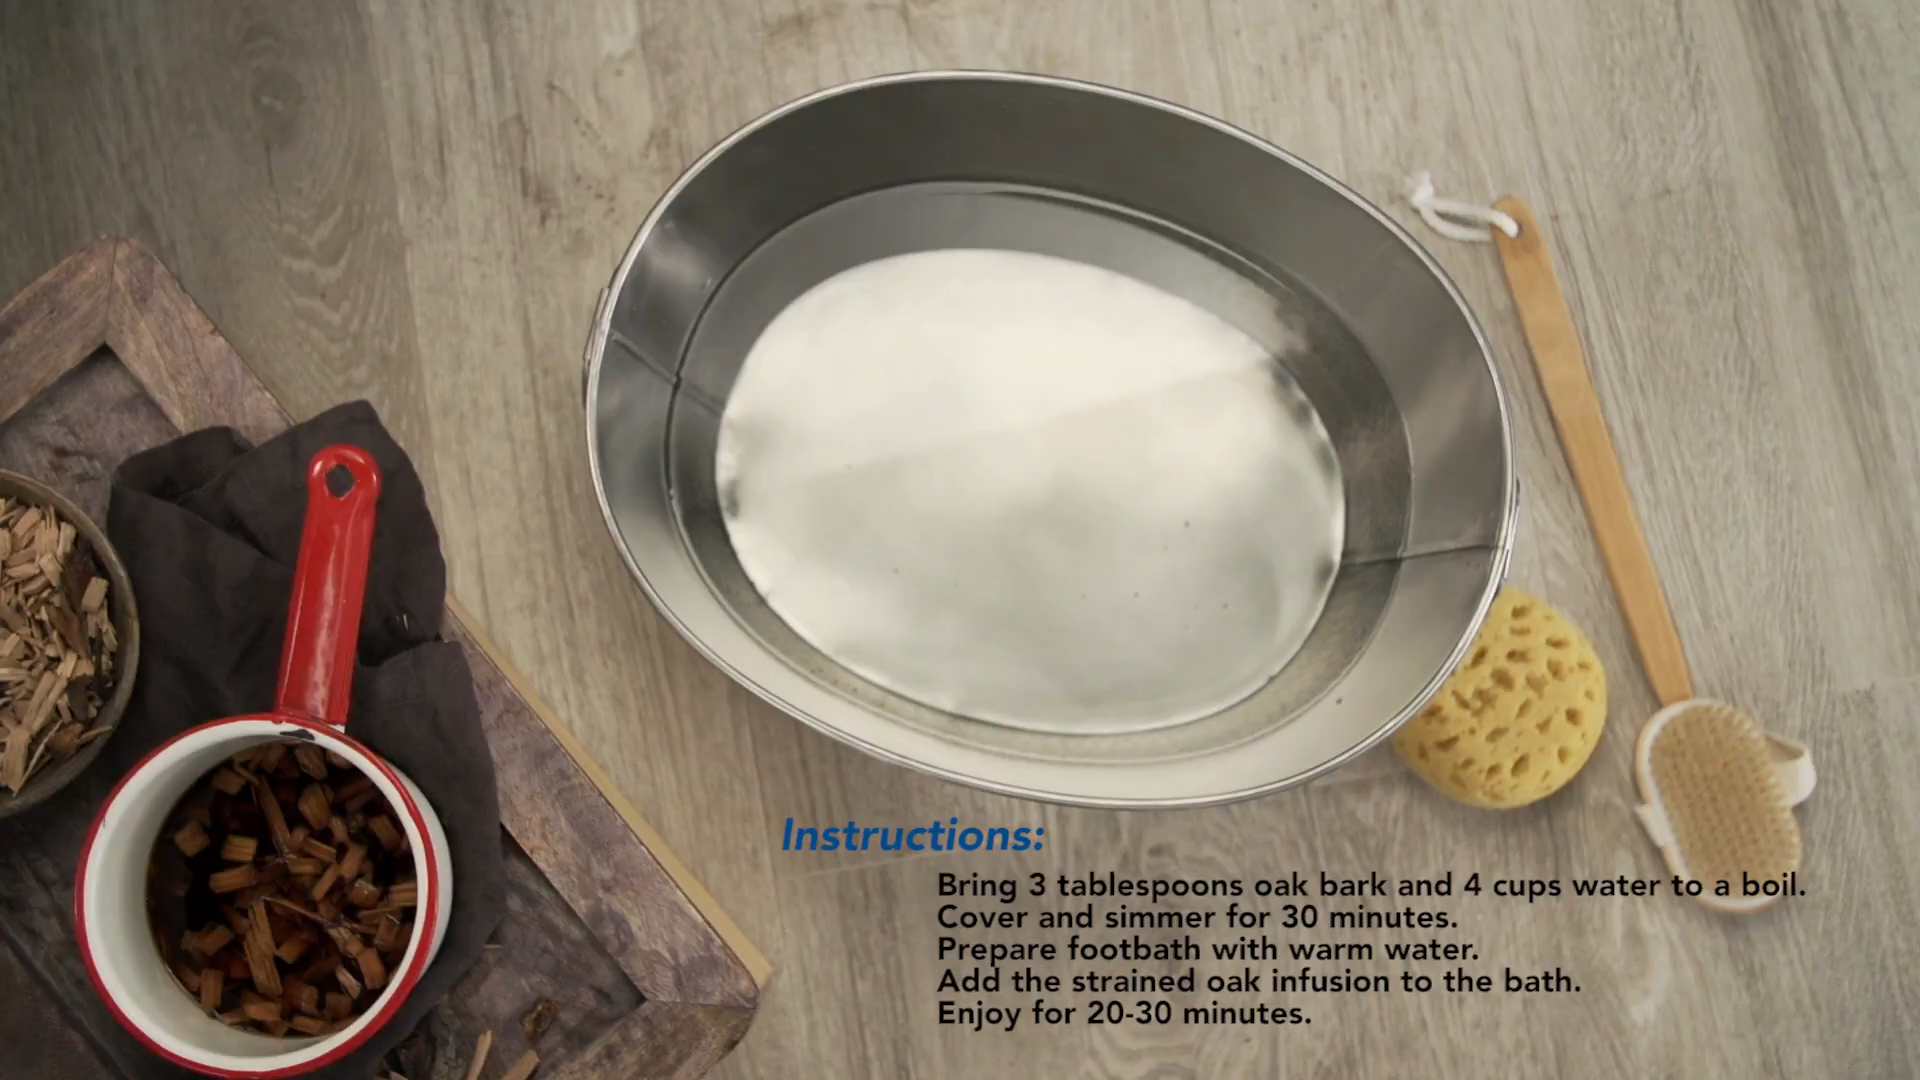 Instructions:
Bring 3 tablespoons oak bark and 4 cups water to a boil.
Cover and simmer for 30 minutes.
Prepare footbath with warm water.
Add the strained oak infusion to the bath.
Enjoy for 20-30 minutes.